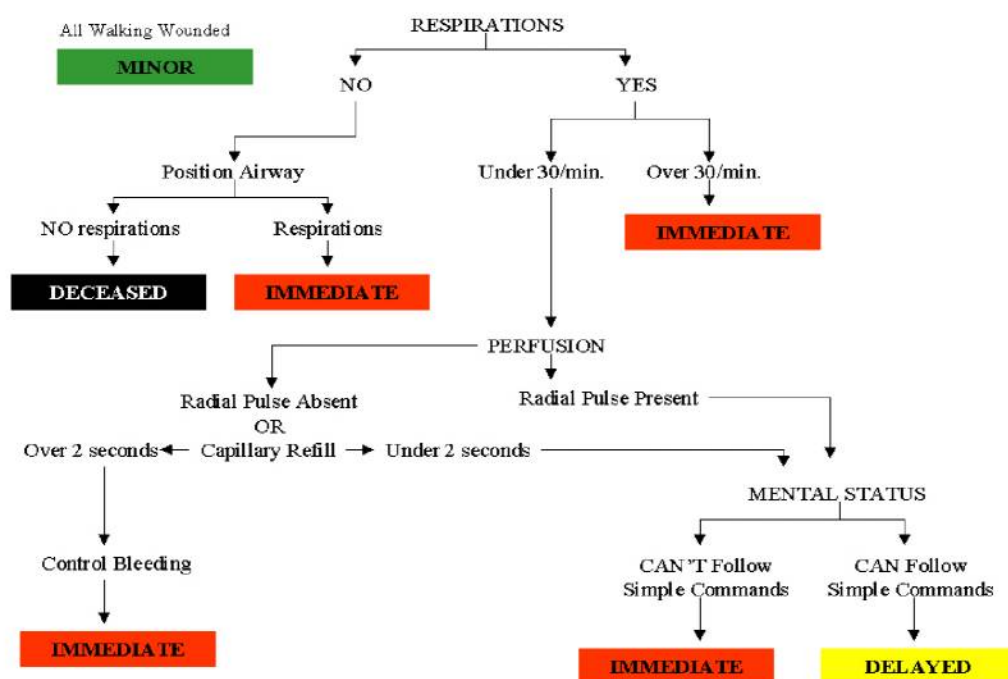 All Walking Wounded
MINOR
RESPIRATIONS
NO
YES
Position Airway
Under 30/min.
Over 30/min.
NO respirations
Respirations
IMMEDIATE
DECEASED
IMMEDIATE
PERFUSION
Radial Pulse Absent
Radial Pulse Present
OR
Over 2 seconds
Capillary Refill
Under 2 seconds
MENTAL STATUS
Control Bleeding
CAN'T Follow
Simple Commands
CAN Follow
Simple Commands
IMMEDIATE
IMMEDIATE
DELAYED